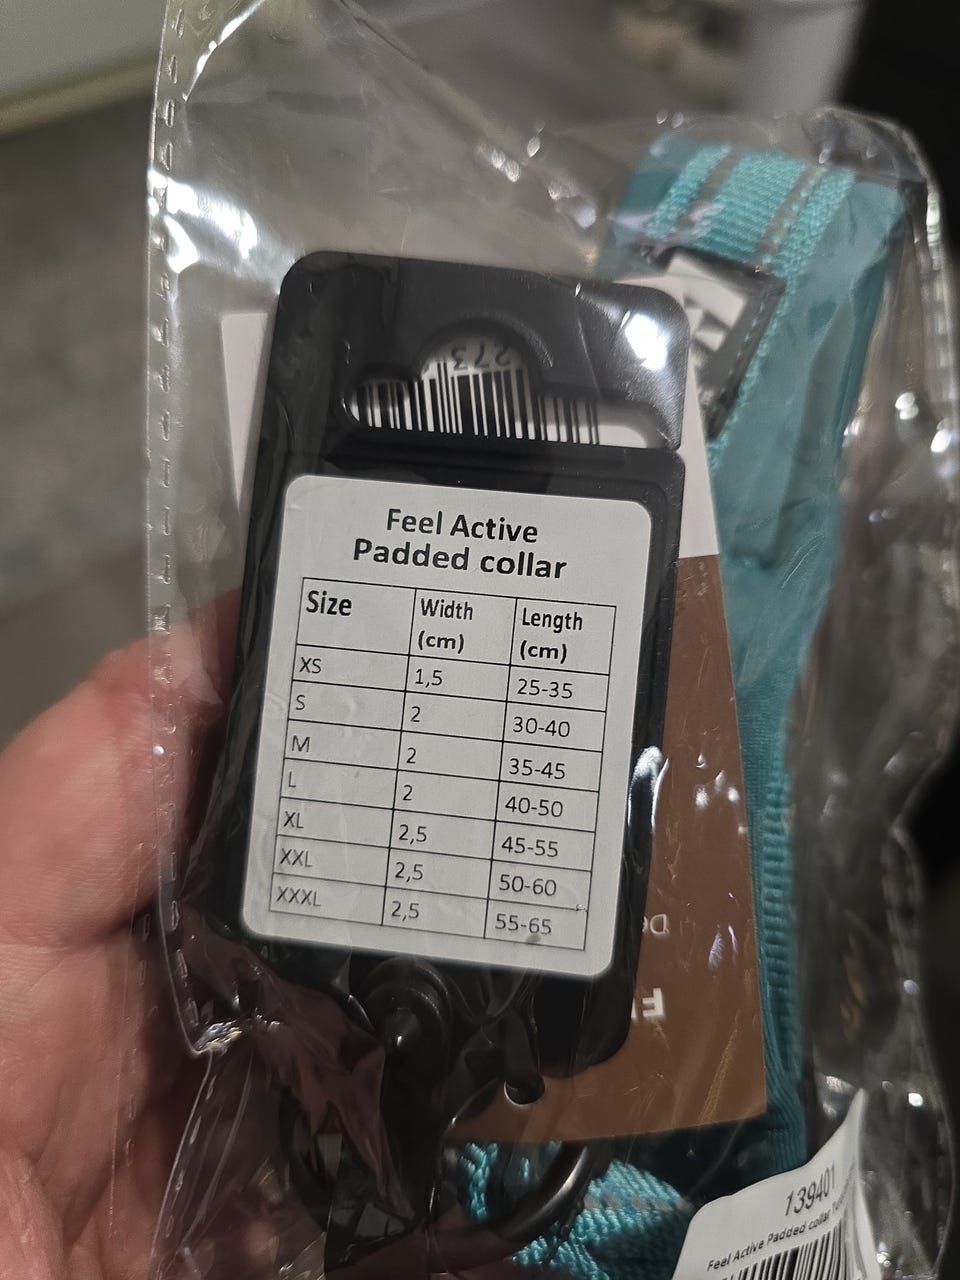 273
Feel Active
Padded collar
Size Width (cm) Length (cm)
XS 1,5 25-35
S 2 30-40
M 2 35-45
L 2 40-50
XL 2,5 45-55
XXL 2,5 50-60
XXXL 2,5 55-65
139401
Feel Active Padded collar